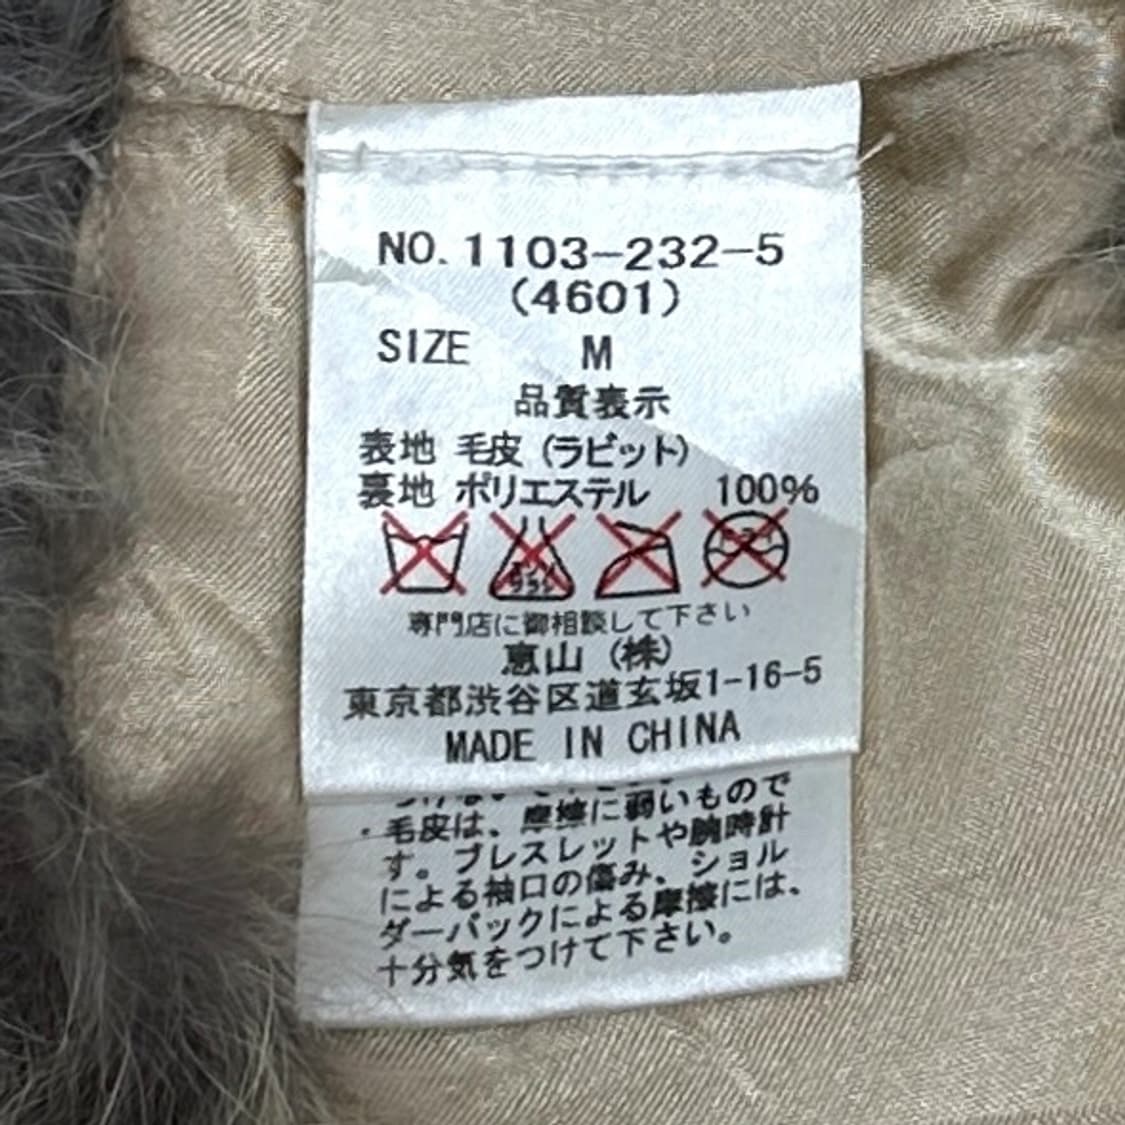 NO. 1103-232-5
(4601)
SIZE M
品質表示
表地 毛皮 (ラビット)
裏地 ポリエステル 100%
専門店に御相談して下さい
恵山 (株)
東京都渋谷区道玄坂1-16-5
MADE IN CHINA
・毛皮は、摩擦に弱いもので
す。ブレスレットや腕時計
による袖口の傷み、ショル
ダーバックによる摩擦には、
十分気をつけて下さい。